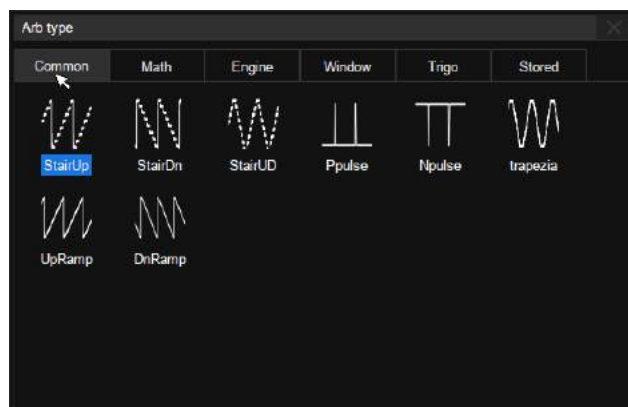 Arb type
Common Math Engine Window Trigo Stored
StairUp StairDn StairUD Ppulse Npulse trapezia
UpRamp DnRamp